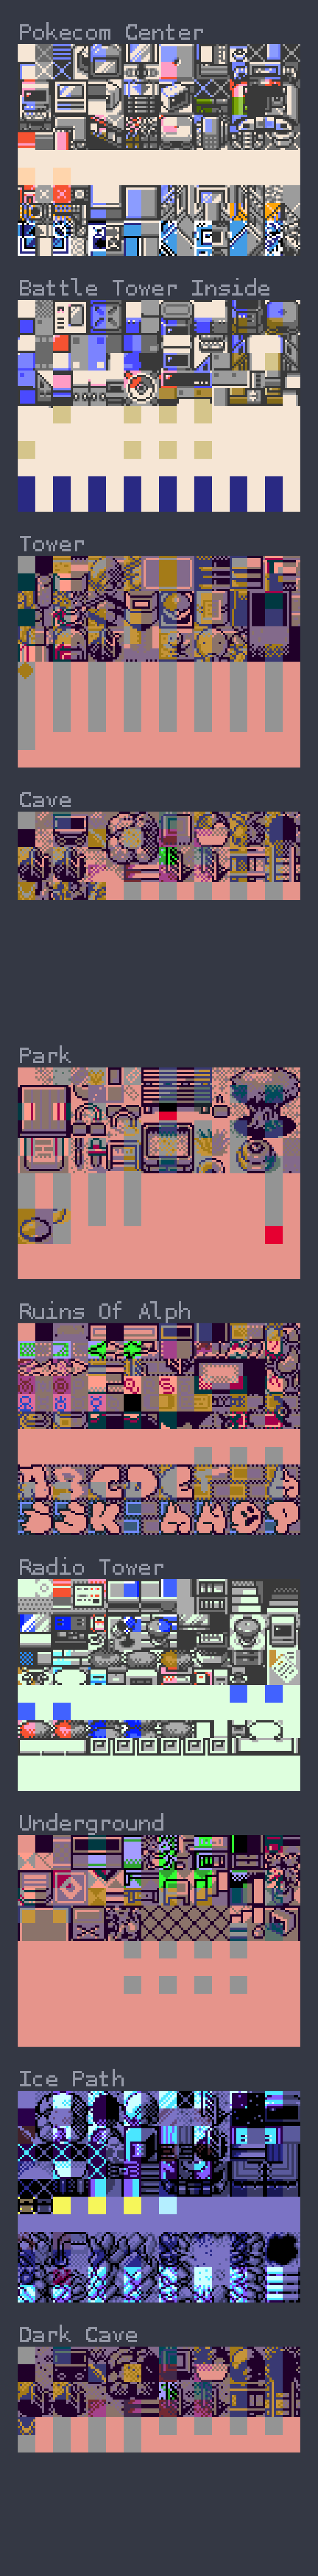 Pokecom Center
Battle Tower Inside
Tower
Cave
Park
Ruins Of Alph
Radio Tower
Underground
Ice Path
Dark Cave